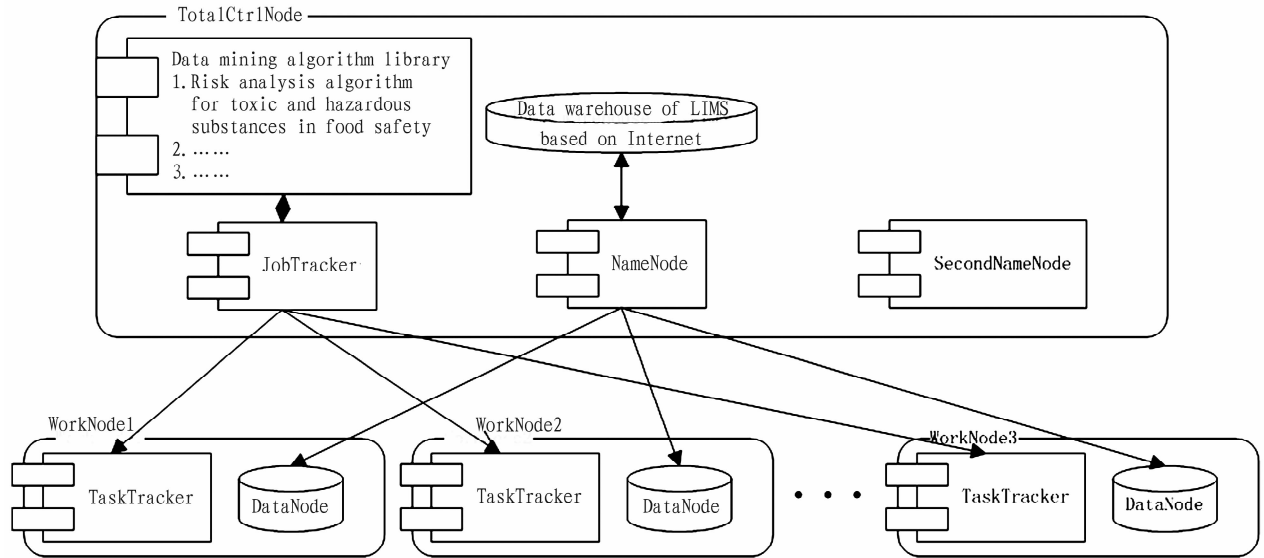 TotalCtrlNode
Data mining algorithm library
1. Risk analysis algorithm
for toxic and hazardous
substances in food safety
2. ……
3. ……
Data warehouse of LIMS
based on Internet
JobTracker
NameNode
SecondNameNode
WorkNode1
WorkNode2
WorkNode3
TaskTracker
DataNode
TaskTracker
DataNode
• • •
TaskTracker
DataNode